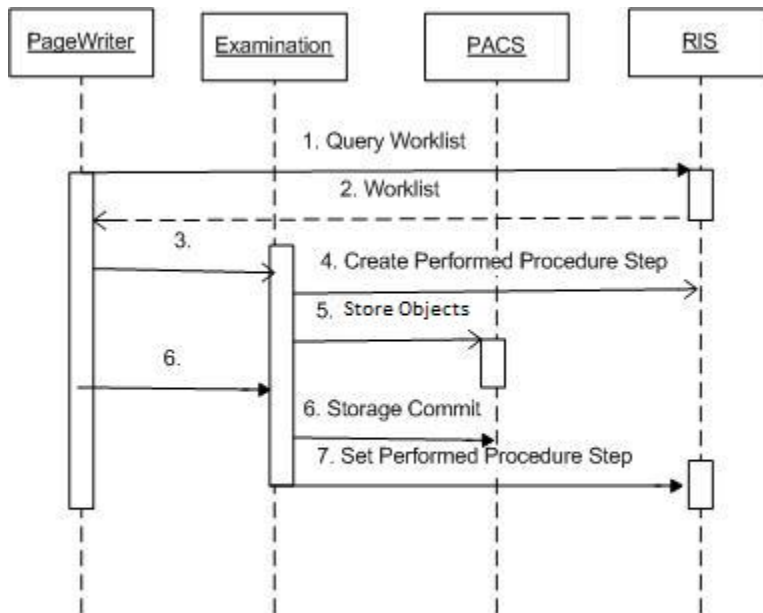 PageWriter
Examination
PACS
RIS
1. Query Worklist
2. Worklist
3.
4. Create Performed Procedure Step
5. Store Objects
6.
6. Storage Commit
7. Set Performed Procedure Step